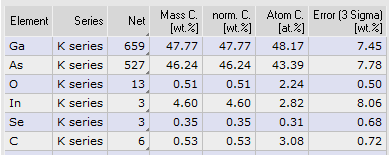 Element Series Net Mass C. [wt.%] norm. C. [wt.%] Atom C. [at.%] Error (3 Sigma) [wt.%]
Ga K series 659 47.77 47.77 48.17 7.45
As K series 527 46.24 46.24 43.39 7.78
O K series 13 0.51 0.51 2.24 0.50
In K series 3 4.60 4.60 2.82 8.06
Se K series 3 0.35 0.35 0.31 0.68
C K series 6 0.53 0.53 3.08 0.72